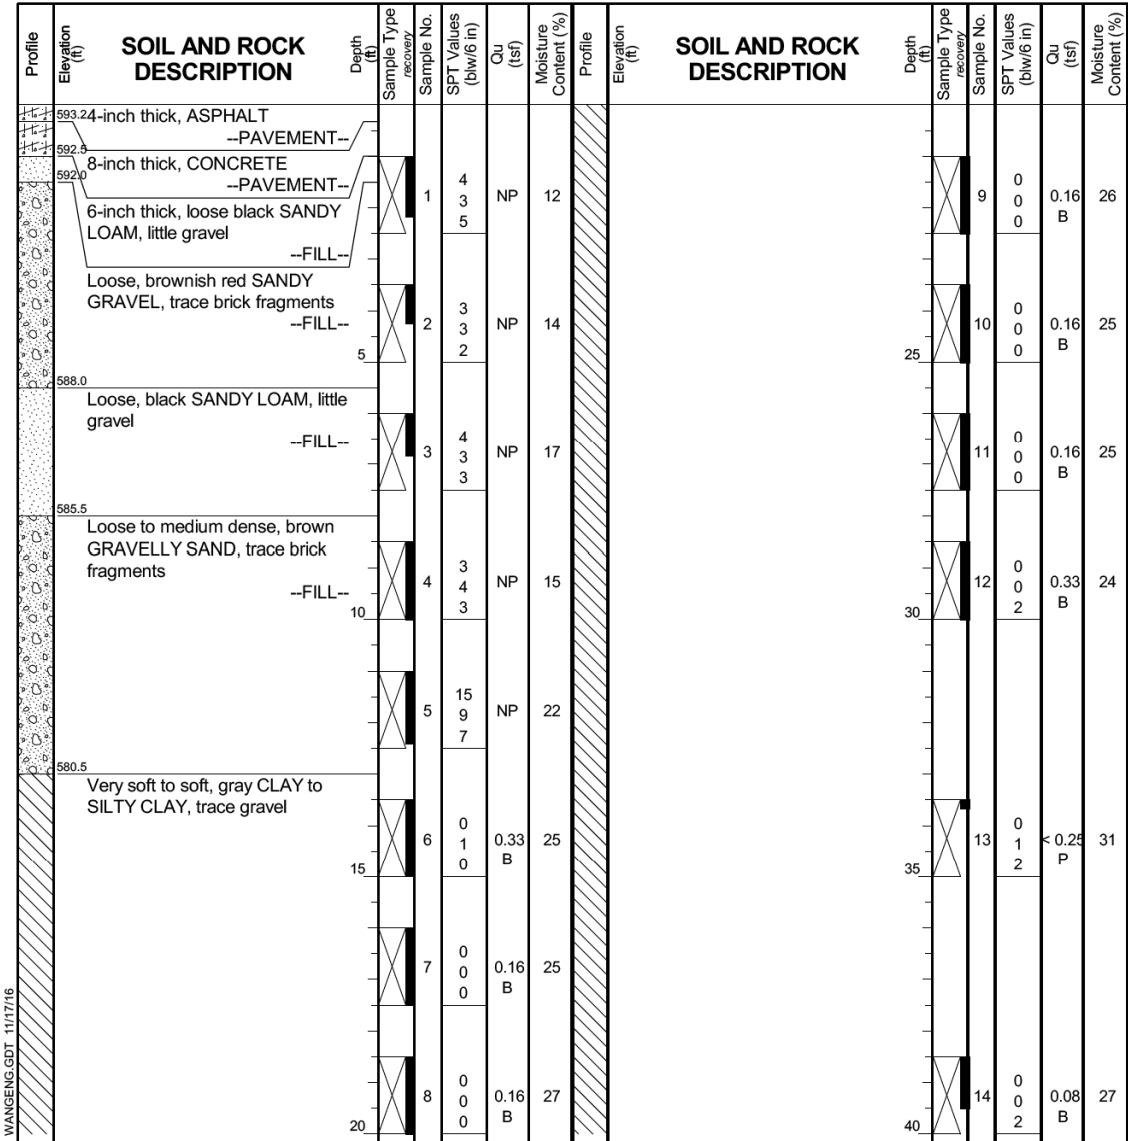 Profile
Elevation
(ft)
SOIL AND ROCK
DESCRIPTION
Depth
(ft)
Sample Type
recovery
Sample No.
SPT Values
(blw/6 in)
Qu
(tsf)
Moisture
Content (%)
Profile
Elevation
(ft)
SOIL AND ROCK
DESCRIPTION
Depth
(ft)
Sample Type
recovery
Sample No.
SPT Values
(blw/6 in)
Qu
(tsf)
Moisture
Content (%)
593.2 4-inch thick, ASPHALT
--PAVEMENT--
592.5
8-inch thick, CONCRETE
--PAVEMENT--
592.0
6-inch thick, loose black SANDY
LOAM, little gravel
--FILL--
1
4
3
5
NP
12
Loose, brownish red SANDY
GRAVEL, trace brick fragments
--FILL--
2
3
3
2
NP
14
5
588.0
Loose, black SANDY LOAM, little
gravel
--FILL--
3
4
3
3
NP
17
585.5
Loose to medium dense, brown
GRAVELLY SAND, trace brick
fragments
--FILL--
4
3
4
3
NP
15
10
5
15
9
7
NP
22
580.5
Very soft to soft, gray CLAY to
SILTY CLAY, trace gravel
6
0
1
0
0.33
B
25
15
7
0
0
0
0.16
B
25
8
0
0
0
0.16
B
27
20
9
0
0
0
0.16
B
26
10
0
0
0
0.16
B
25
25
11
0
0
0
0.16
B
25
12
0
0
2
0.33
B
24
30
13
0
1
2
< 0.25
P
31
35
14
0
0
2
0.08
B
27
40
WANGENG.GDT 11/17/16